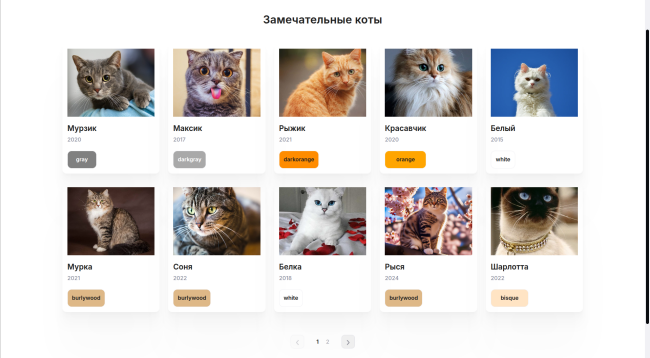 Замечательные коты
Мурзик
2020
gray
Максик
2017
darkgray
Рыжик
2021
darkorange
Красавчик
2020
orange
Белый
2015
white
Мурка
2021
burlywood
Соня
2022
burlywood
Белка
2018
white
Рыся
2024
burlywood
Шарлотта
2022
bisque
1 2